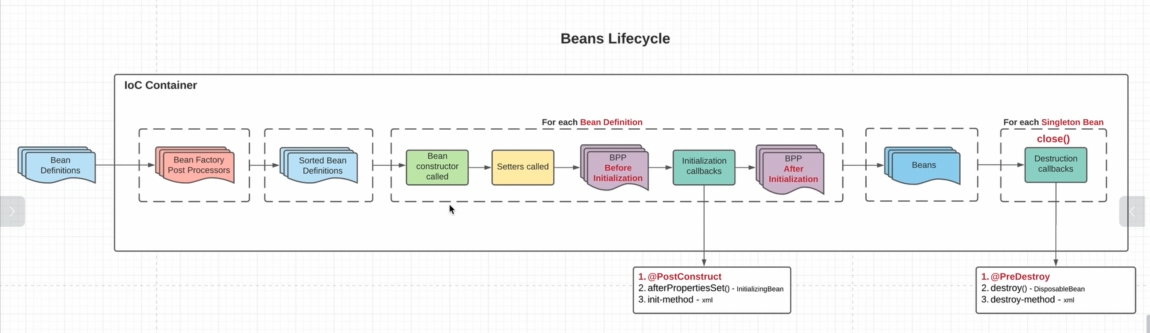 Beans Lifecycle
IoC Container
For each Bean Definition
For each Singleton Bean
close()
Bean
Definitions
Bean Factory
Post Processors
Sorted Bean
Definitions
Bean
constructor
called
Setters called
BPP
Before
Initialization
Initialization
callbacks
BPP
After
Initialization
Beans
Destruction
callbacks
1. @PostConstruct
2. afterPropertiesSet() - InitializingBean
3. init-method - xml
1. @PreDestroy
2. destroy() - DisposableBean
3. destroy-method - xml